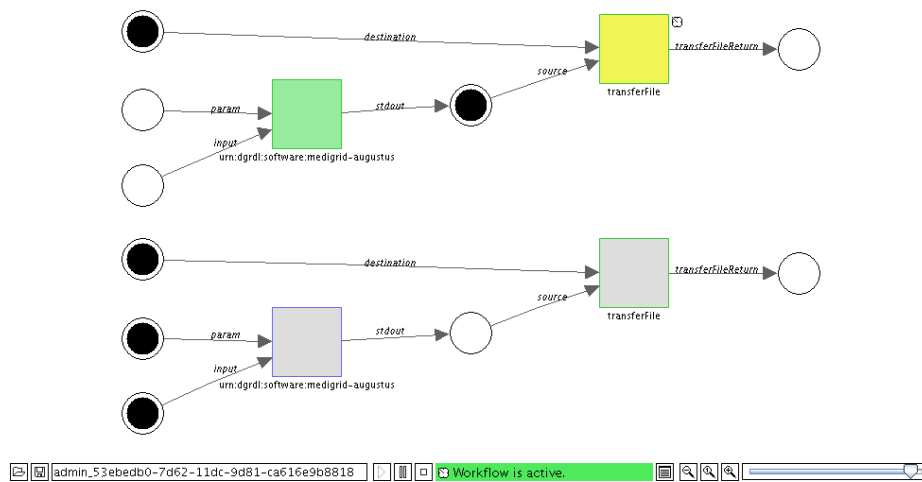 destination
transferFileReturn
source
transferFile
param
stdout
input
urn:dgrdl:software:medigrid-augustus
destination
transferFileReturn
source
transferFile
param
stdout
input
urn:dgrdl:software:medigrid-augustus
admin_53ebedb0-7d62-11dc-9d81-ca616e9b8818
Workflow is active.